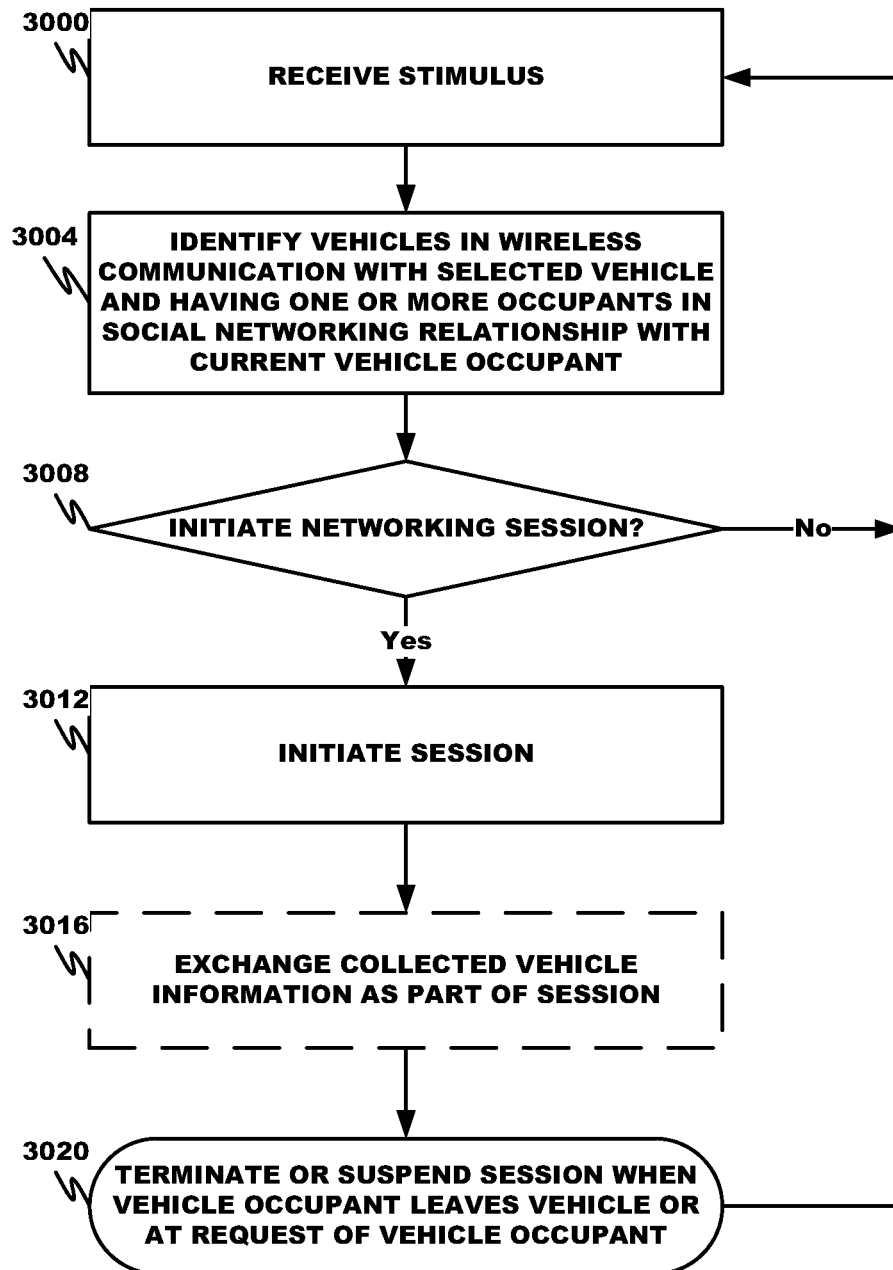 3000
RECEIVE STIMULUS
3004
IDENTIFY VEHICLES IN WIRELESS
COMMUNICATION WITH SELECTED VEHICLE
AND HAVING ONE OR MORE OCCUPANTS IN
SOCIAL NETWORKING RELATIONSHIP WITH
CURRENT VEHICLE OCCUPANT
3008
INITIATE NETWORKING SESSION?
No
Yes
3012
INITIATE SESSION
3016
EXCHANGE COLLECTED VEHICLE
INFORMATION AS PART OF SESSION
3020
TERMINATE OR SUSPEND SESSION WHEN
VEHICLE OCCUPANT LEAVES VEHICLE OR
AT REQUEST OF VEHICLE OCCUPANT